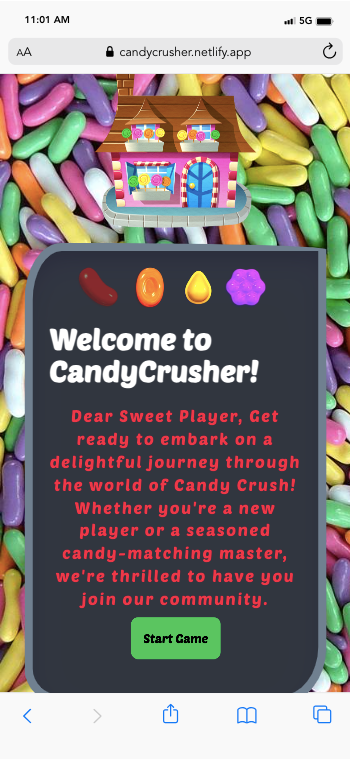 11:01 AM
5G
AA
candycrusher.netlify.app
Welcome to
CandyCrusher!
Dear Sweet Player, Get
ready to embark on a
delightful journey through
the world of Candy Crush!
Whether you're a new
player or a seasoned
candy-matching master,
we're thrilled to have you
join our community.
Start Game